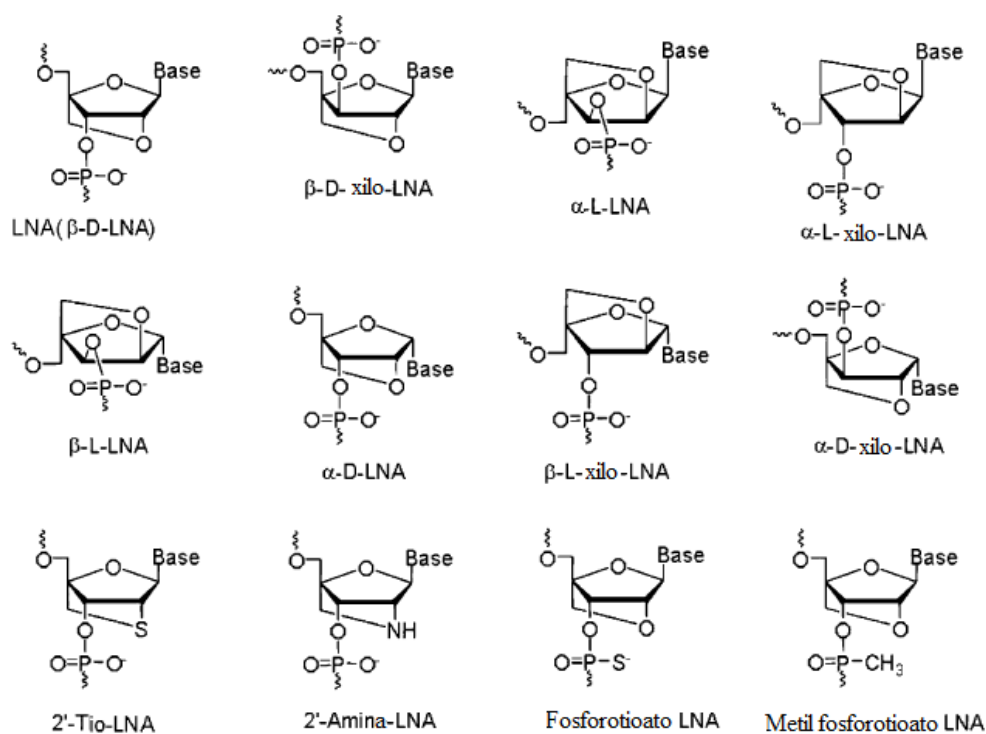 LNA(β-D-LNA)
β-D- xilo-LNA
α-L-LNA
α-L-xilo-LNA
β-L-LNA
α-D-LNA
β-L-xilo-LNA
α-D-xilo-LNA
2'-Tio-LNA
2'-Amina-LNA
Fosforotioato LNA
Metil fosforotioato LNA
O Base O O O O=P-O-
O=P-O- O O Base O
Base O O O O O=P-O-
Base O O O O O=P-O-
O O O O Base O=P-O-
O O Base O O O=P-O-
O O O Base O O=P-O-
O=P-O- O O O Base O
O O Base S O O=P-O-
O O Base NH O O=P-O-
O O Base O O O=P-S-
O O Base O O O=P-CH3